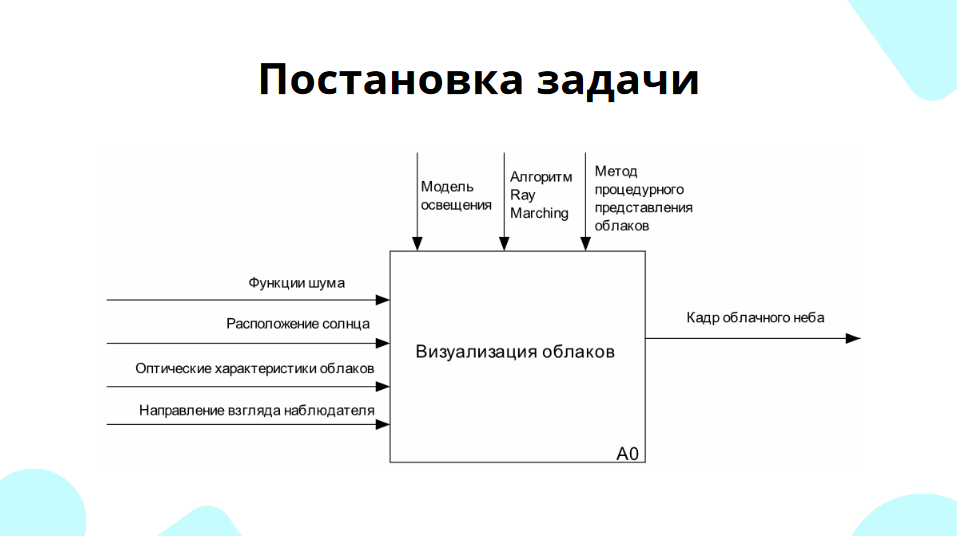 Постановка задачи
Модель
освещения
Алгоритм
Ray
Marching
Метод
процедурного
представления
облаков
Функции шума
Расположение солнца
Оптические характеристики облаков
Направление взгляда наблюдателя
Визуализация облаков
A0
Кадр облачного неба